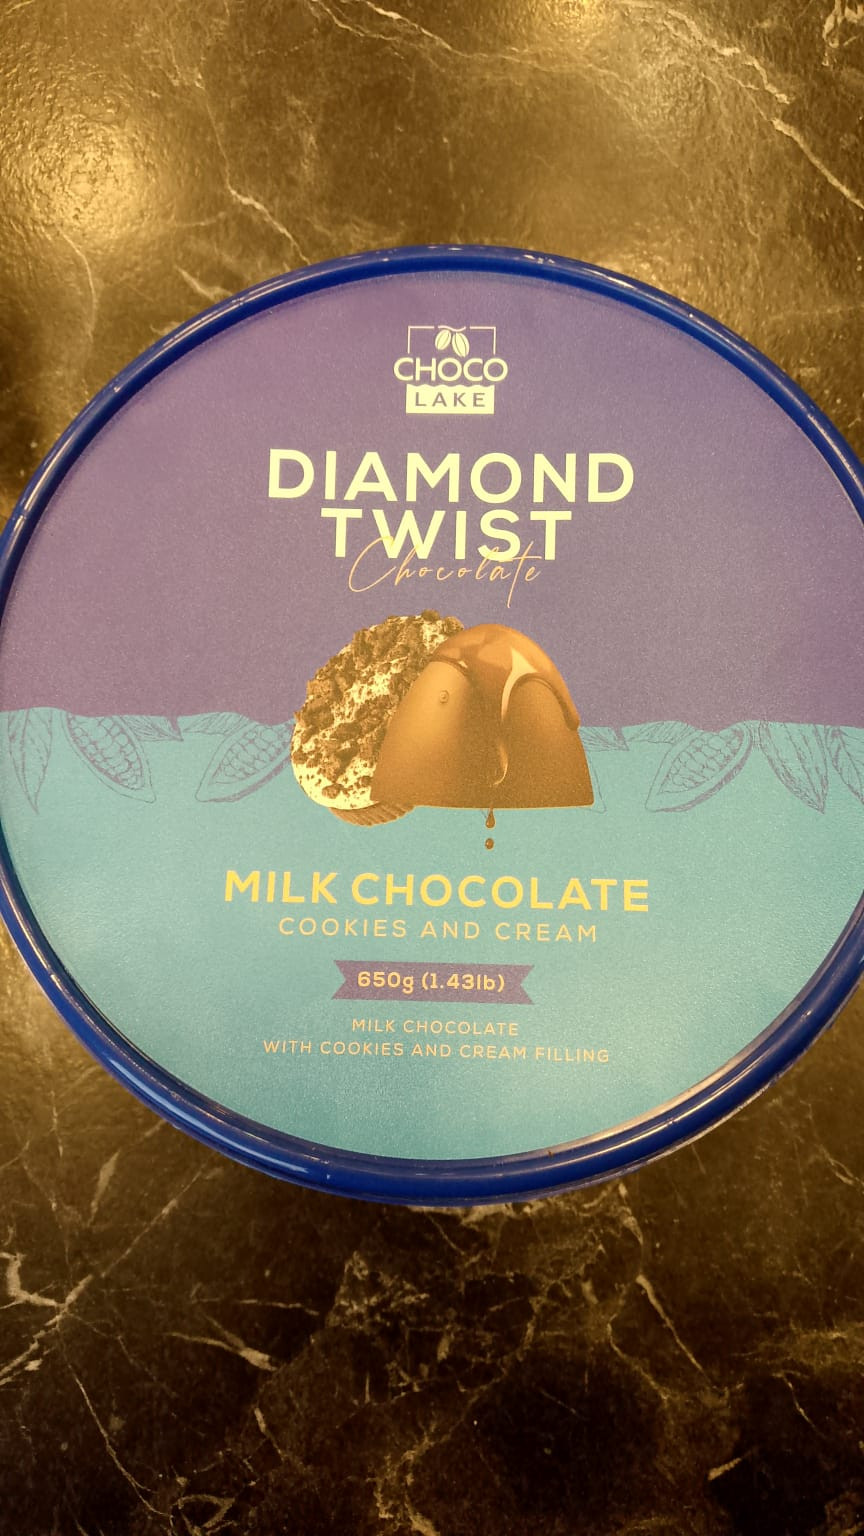 CHOCO
LAKE
DIAMOND
TWIST
Chocolate
MILK CHOCOLATE
COOKIES AND CREAM
650g (1.43lb)
MILK CHOCOLATE
WITH COOKIES AND CREAM FILLING